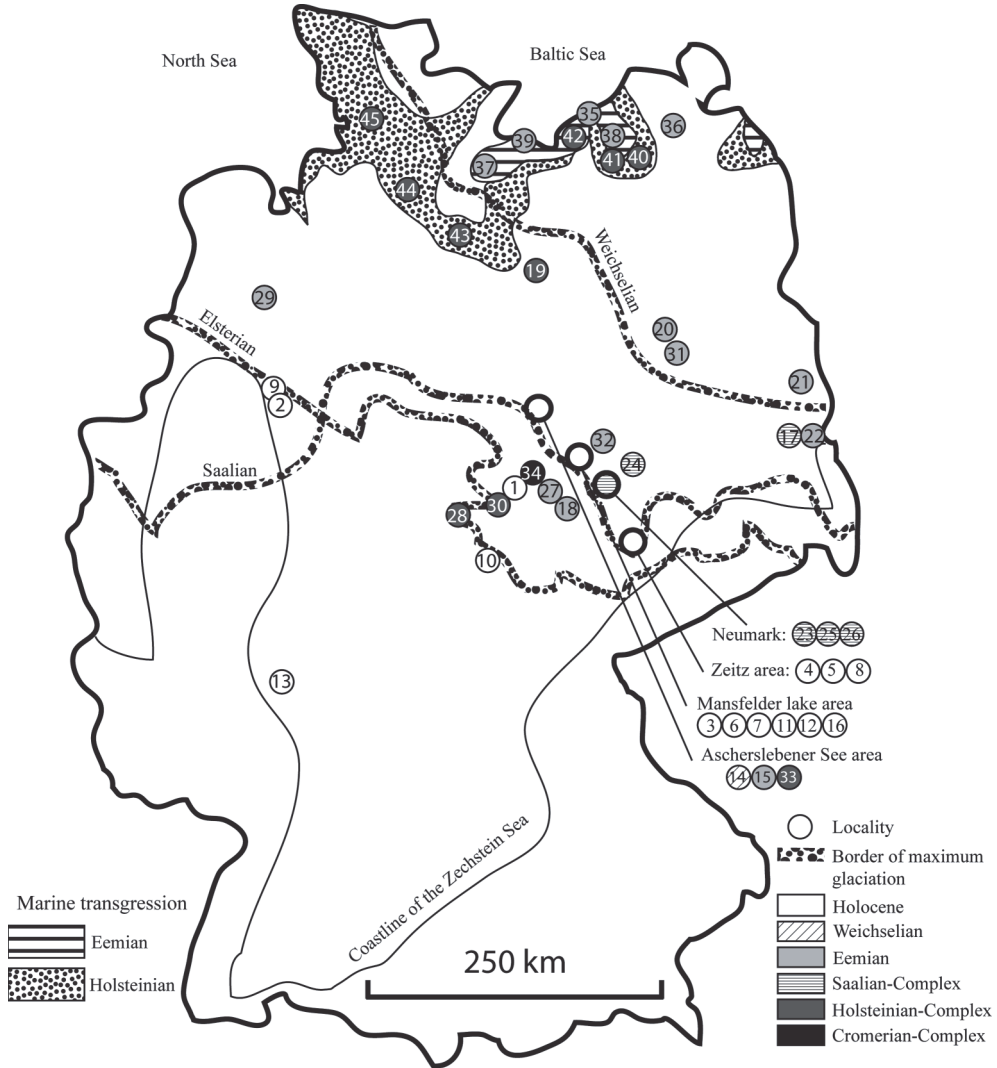 North Sea
Baltic Sea
45
35
36
39
42
38
37
41
40
44
43
19
Weichselian
29
20
Elsterian
31
21
9
2
32
17
22
Saalian
34
24
1
27
28
30
18
10
Neumark:
23
25
26
Zeitz area:
4
5
8
13
Mansfelder lake area
3
6
7
11
12
16
Ascherslebener See area
14
15
33
Coastline of the Zechstein Sea
250 km
Marine transgression
Eemian
Holsteinian
Locality
Border of maximum
glaciation
Holocene
Weichselian
Eemian
Saalian-Complex
Holsteinian-Complex
Cromerian-Complex